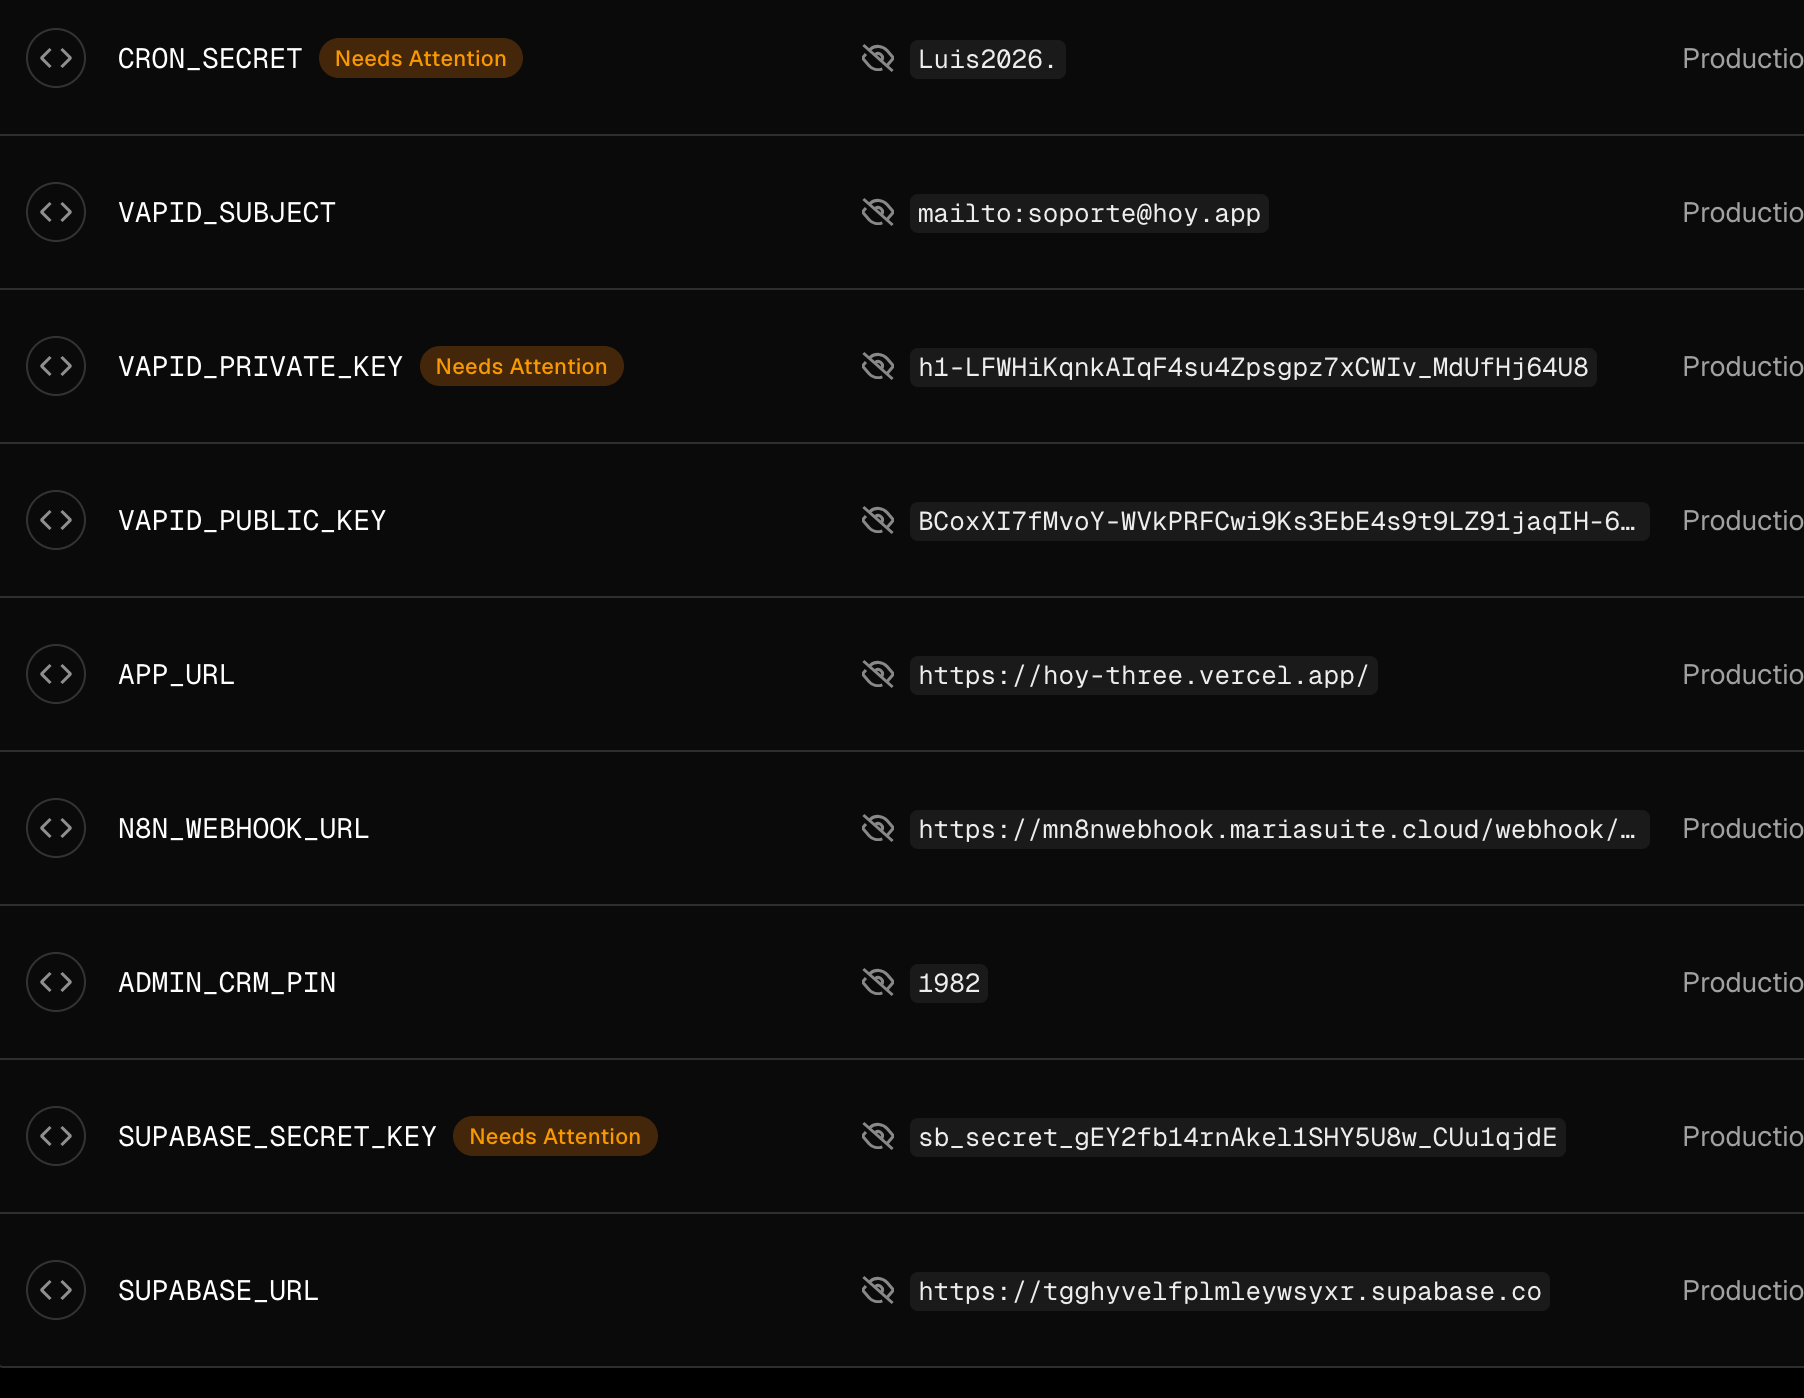 CRON_SECRET Needs Attention Luis2026. Productio
VAPID_SUBJECT mailto:soporte@hoy.app Productio
VAPID_PRIVATE_KEY Needs Attention h1-LFWHiKqnkAIqF4su4Zpsgpz7xCWIv_MdUfHj64U8 Productio
VAPID_PUBLIC_KEY BCoxXI7fMvoY-WVkPRFCwi9Ks3EbE4s9t9LZ91jaqIH-6… Productio
APP_URL https://hoy-three.vercel.app/ Productio
N8N_WEBHOOK_URL https://mn8nwebhook.mariasuite.cloud/webhook/… Productio
ADMIN_CRM_PIN 1982 Productio
SUPABASE_SECRET_KEY Needs Attention sb_secret_gEY2fb14rnAkel1SHY5U8w_CUu1qjdE Productio
SUPABASE_URL https://tgghyvelfplmleywsyxr.supabase.co Productio